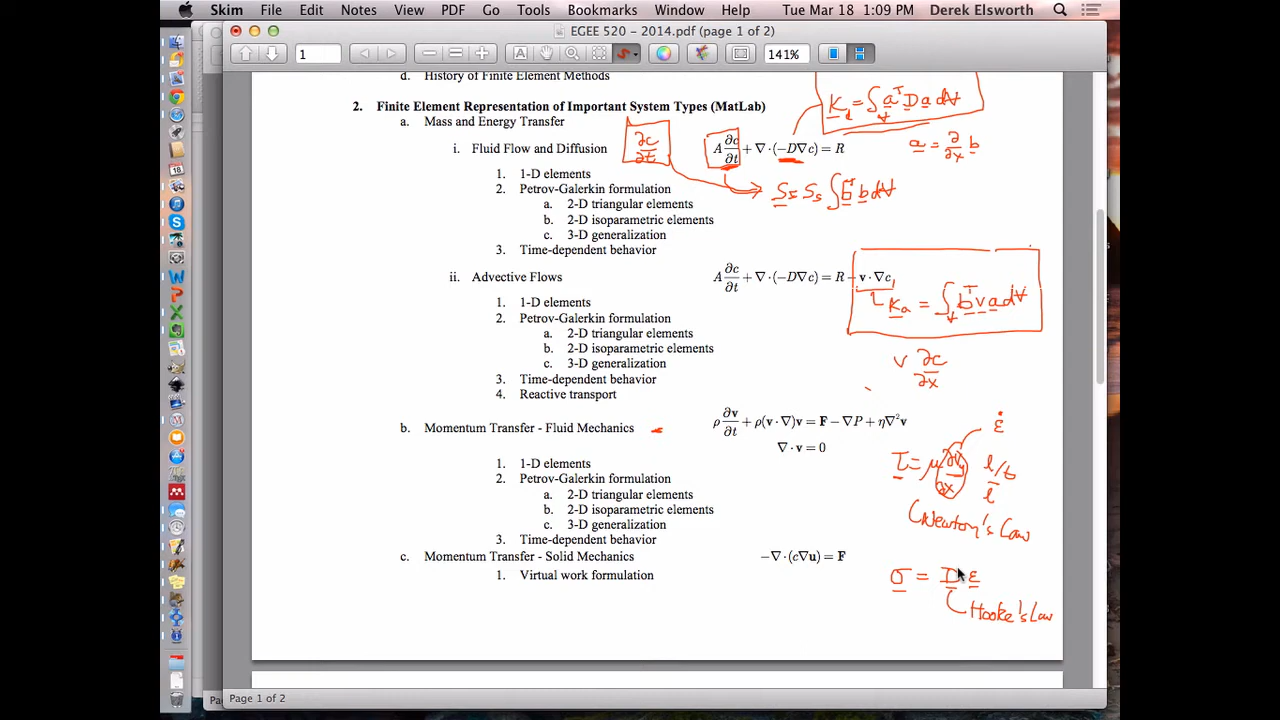 Skim File Edit View PDF Go Tools Bookmarks Window Help Tue Mar 18 1:09 PM Derek Elsworth
EGEE 520 - 2014.pdf (page 1 of 2)
1 141%
d. History of Finite Element Methods
K_d = ∫_V a^T D a dV
2. Finite Element Representation of Important System Types (MatLab)
a. Mass and Energy Transfer
i. Fluid Flow and Diffusion ∂c/∂t A ∂c/∂t + ∇·(−D∇c) = R a = ∂/∂x b
1. 1-D elements
2. Petrov-Galerkin formulation
a. 2-D triangular elements
b. 2-D isoparametric elements
c. 3-D generalization
3. Time-dependent behavior
ii. Advective Flows A ∂c/∂t + ∇·(−D∇c) = R − v·∇c
K_a = ∫_V b^T v a dV
1. 1-D elements
2. Petrov-Galerkin formulation
a. 2-D triangular elements
b. 2-D isoparametric elements
c. 3-D generalization
v ∂c/∂x
3. Time-dependent behavior
4. Reactive transport
b. Momentum Transfer - Fluid Mechanics ρ ∂v/∂t + ρ(v·∇)v = F − ∇P + η∇²v
∇·v = 0
ε̇
1. 1-D elements
2. Petrov-Galerkin formulation
a. 2-D triangular elements
b. 2-D isoparametric elements
c. 3-D generalization
3. Time-dependent behavior
Newton's Law
c. Momentum Transfer - Solid Mechanics −∇·(c∇u) = F
1. Virtual work formulation
σ = D ε
Hooke's Law
Page 1 of 2